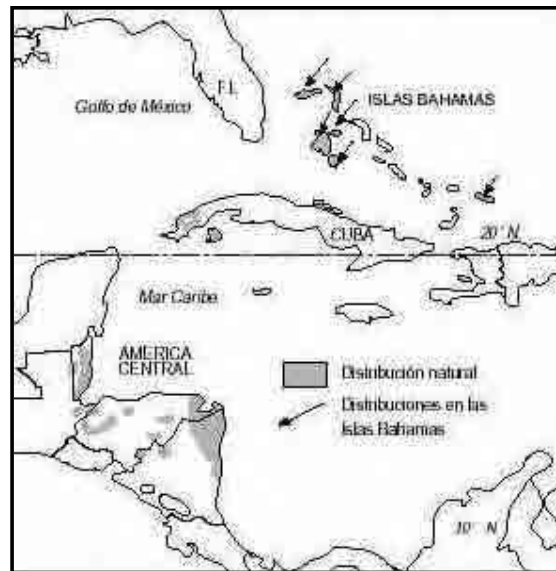 FL
Golfo de México
ISLAS BAHAMAS
CUBA
20° N
Mar Caribe
AMERICA
CENTRAL
Distribución natural
Distribuciones en las
Islas Bahamas
10° N